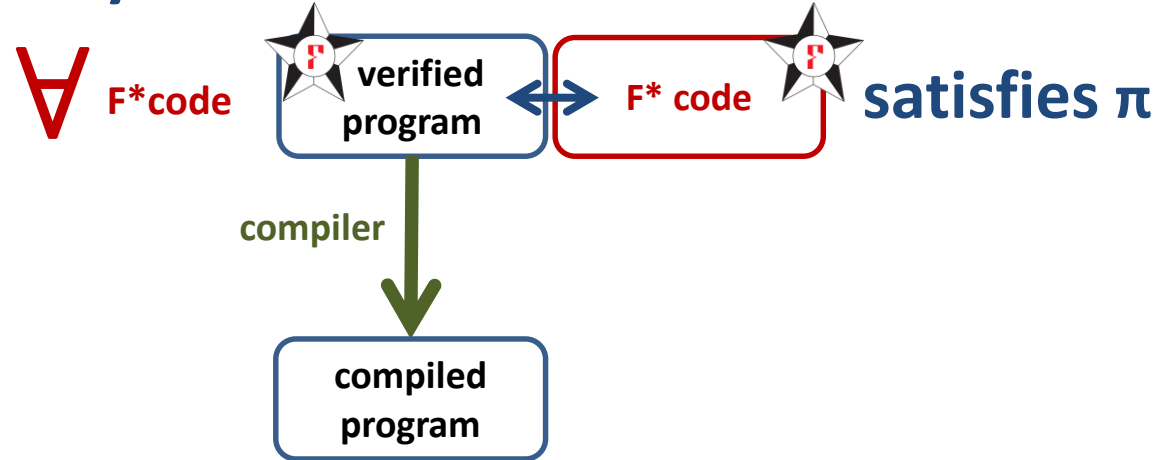 ∀ F*code
verified
program
F* code
satisfies π
compiler
compiled
program